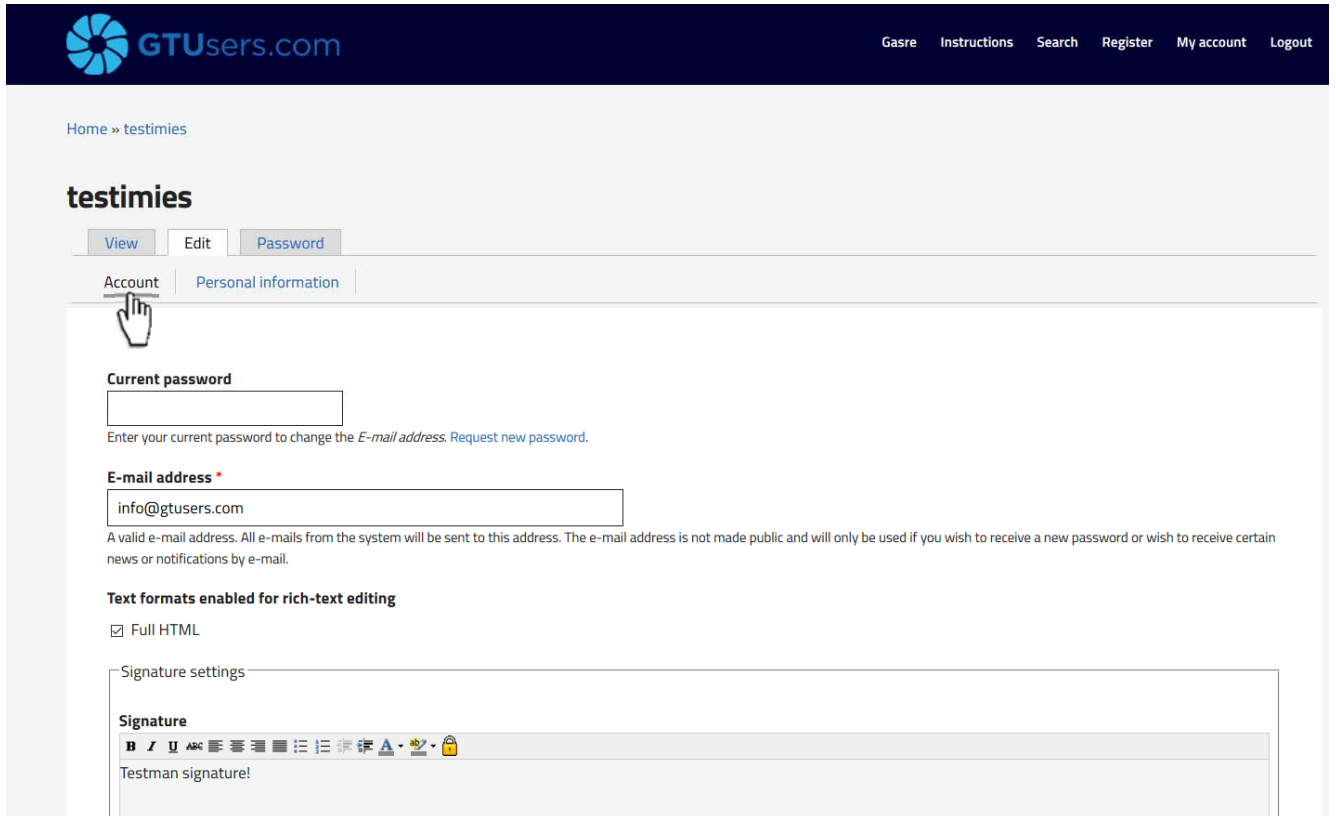 GTUsers.com
Gasre Instructions Search Register My account Logout
Home » testimies
testimies
View Edit Password
Account Personal information
Current password
Enter your current password to change the E-mail address. Request new password.
E-mail address *
info@gtusers.com
A valid e-mail address. All e-mails from the system will be sent to this address. The e-mail address is not made public and will only be used if you wish to receive a new password or wish to receive certain
news or notifications by e-mail.
Text formats enabled for rich-text editing
Full HTML
Signature settings
Signature
B I U ABC A ab
Testman signature!